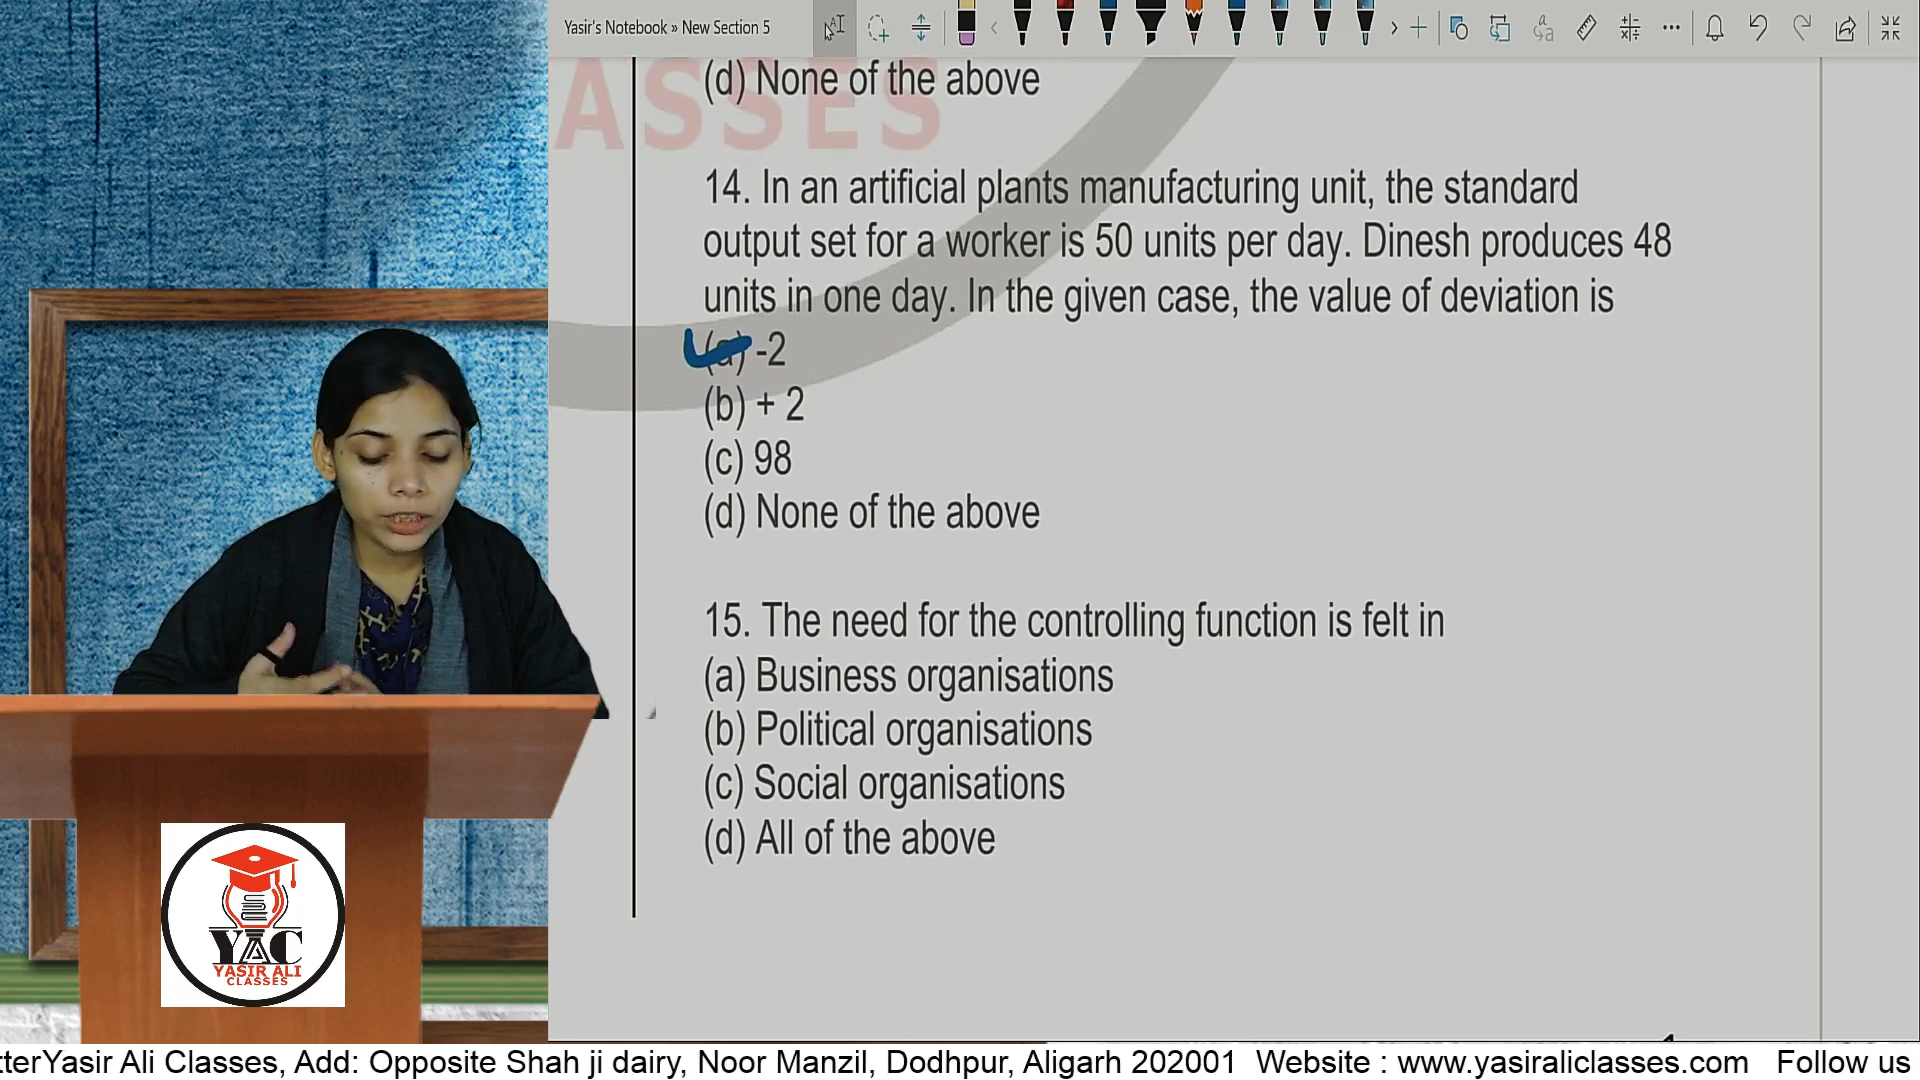 Yasir's Notebook » New Section 5
ASSES
(d) None of the above
14. In an artificial plants manufacturing unit, the standard
output set for a worker is 50 units per day. Dinesh produces 48
units in one day. In the given case, the value of deviation is
(a) -2
(b) + 2
(c) 98
(d) None of the above
15. The need for the controlling function is felt in
(a) Business organisations
(b) Political organisations
(c) Social organisations
(d) All of the above
YAC
YASIR ALI
CLASSES
tterYasir Ali Classes, Add: Opposite Shah ji dairy, Noor Manzil, Dodhpur, Aligarh 202001 Website : www.yasiraliclasses.com Follow us